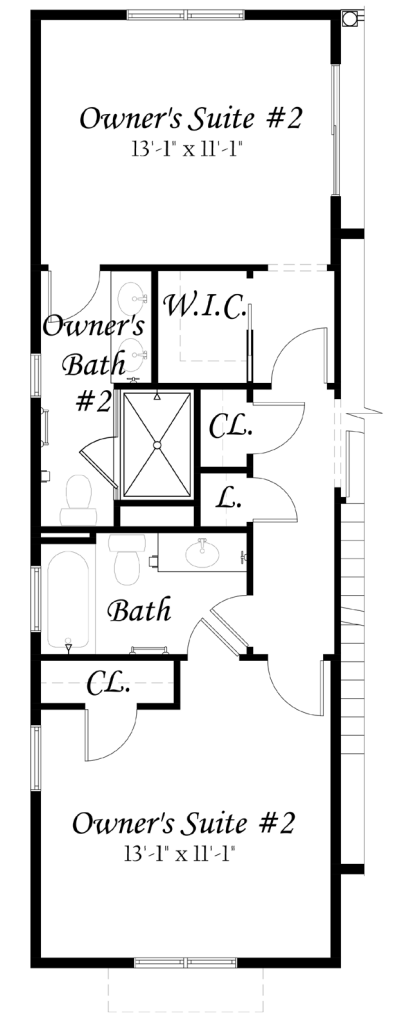 Owner's Suite #2
13'-1" x 11'-1"
W.I.C.
Owner's
Bath
#2
CL.
L.
Bath
CL.
Owner's Suite #2
13'-1" x 11'-1"